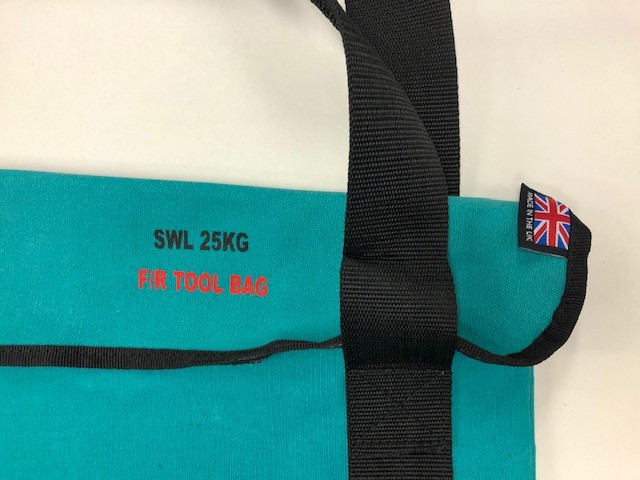 SWL 25KG
F/R TOOL BAG
MADE IN THE UK